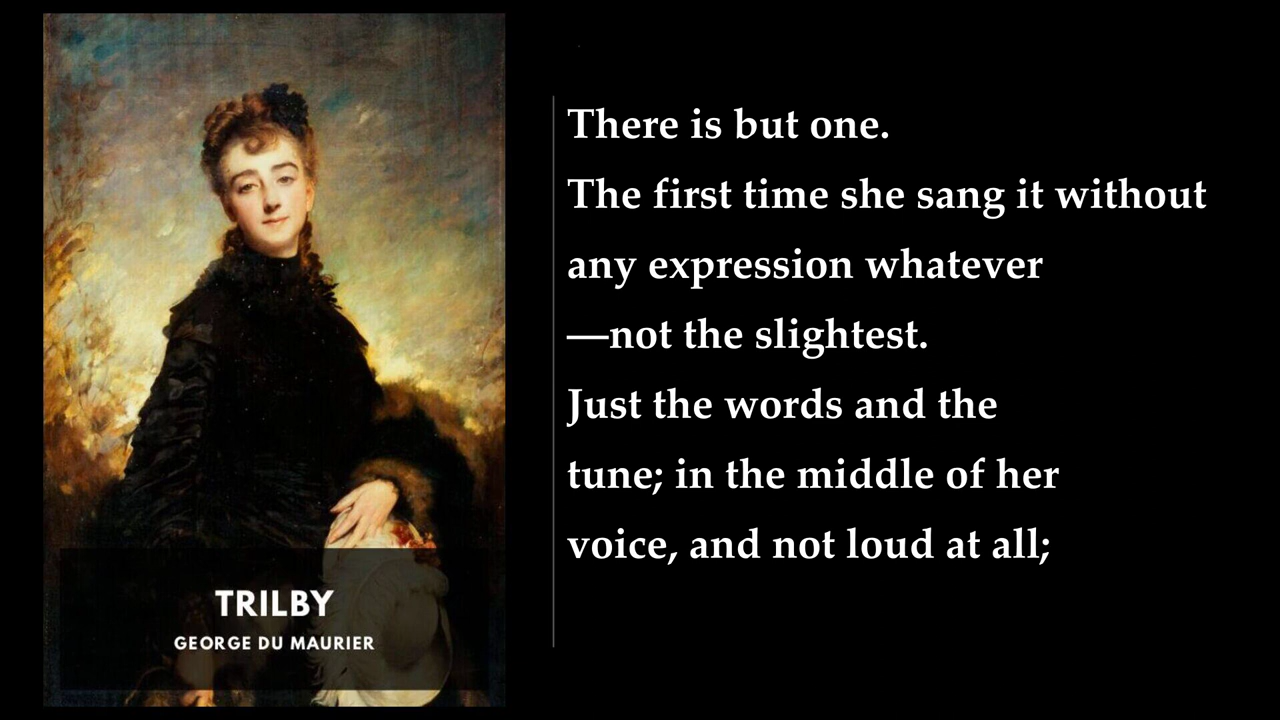 TRILBY
GEORGE DU MAURIER
There is but one.
The first time she sang it without
any expression whatever
—not the slightest.
Just the words and the
tune; in the middle of her
voice, and not loud at all;